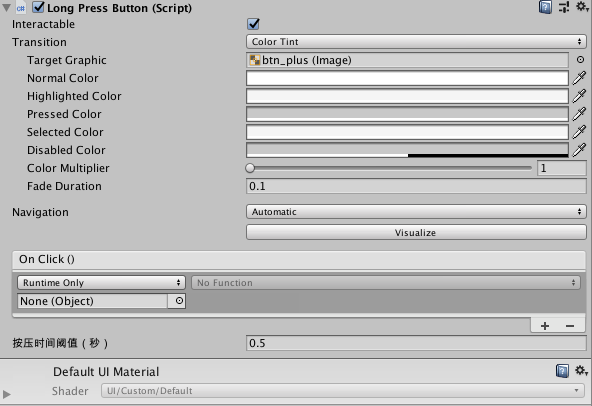 Long Press Button (Script)
Interactable
Transition Color Tint
Target Graphic btn_plus (Image)
Normal Color
Highlighted Color
Pressed Color
Selected Color
Disabled Color
Color Multiplier 1
Fade Duration 0.1
Navigation Automatic
Visualize
On Click ()
Runtime Only No Function
None (Object)
按压时间阈值（秒） 0.5
Default UI Material
Shader UI/Custom/Default